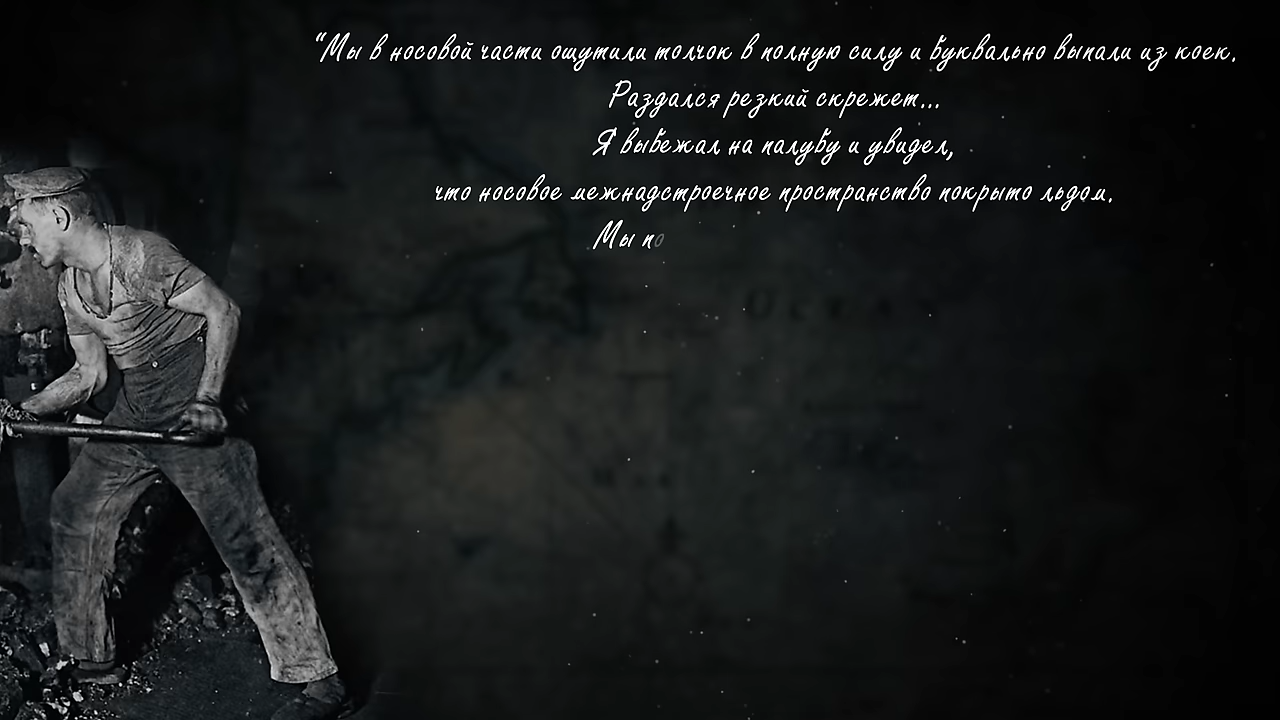 "Мы в носовой части ощутили толчок в полную силу и буквально выпали из коек.
Раздался резкий скрежет...
Я выбежал на палубу и увидел,
что носовое межнадстроечное пространство покрыто льдом.
Мы по